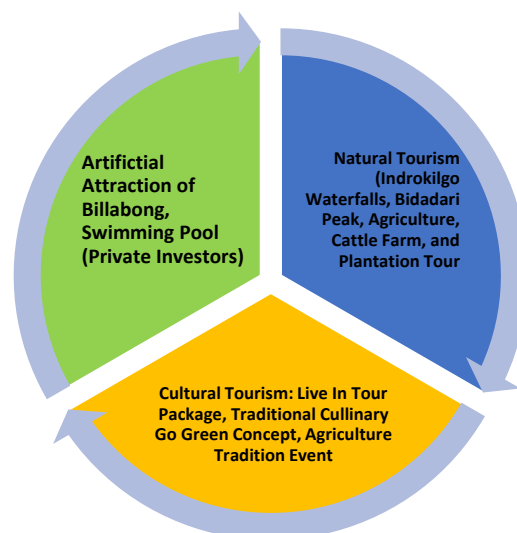 Artifictial
Attraction of
Billabong,
Swimming Pool
(Private Investors)
Natural Tourism
(Indrokilgo
Waterfalls, Bidadari
Peak, Agriculture,
Cattle Farm, and
Plantation Tour
Cultural Tourism: Live In Tour
Package, Traditional Cullinary
Go Green Concept, Agriculture
Tradition Event